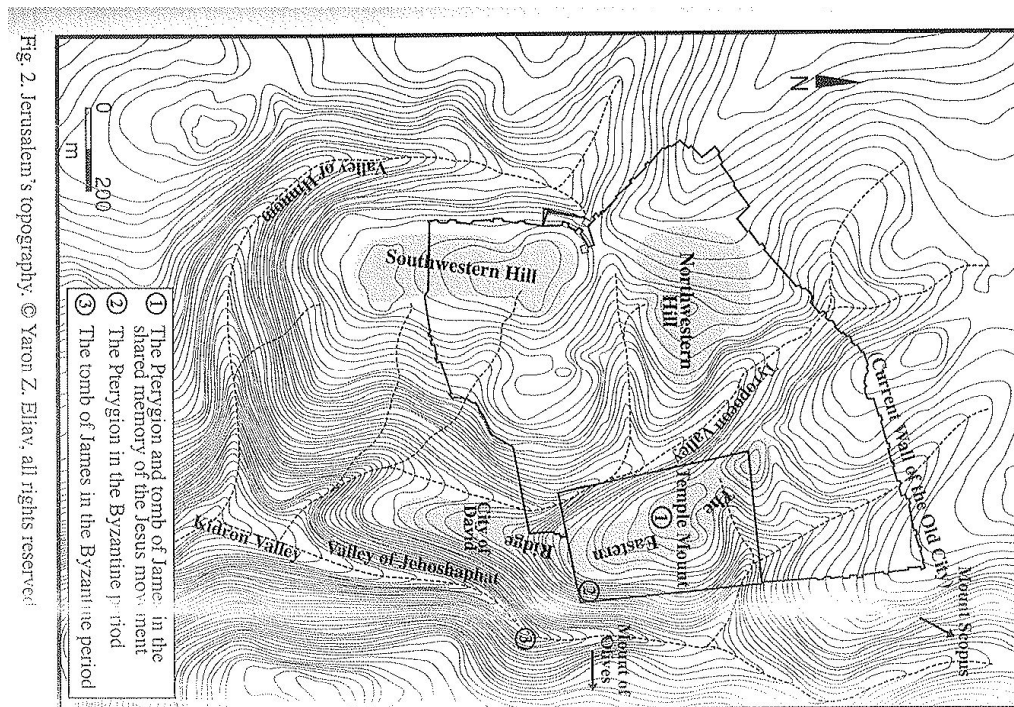 N
Current Wall of the Old City
Mount Scopus
Northwestern
Hill
Tyropoeon Valley
The
Temple Mount
①
Eastern
Ridge
②
Mount of
Olives
③
City of
David
Southwestern Hill
Valley of Hinnom
Valley of Jehoshaphat
Kidron Valley
0
200
m
① The Pterygion and tomb of James in the
shared memory of the Jesus movement
② The Pterygion in the Byzantine period
③ The tomb of James in the Byzantine period
Fig. 2. Jerusalem's topography. © Yaron Z. Eliav, all rights reserved